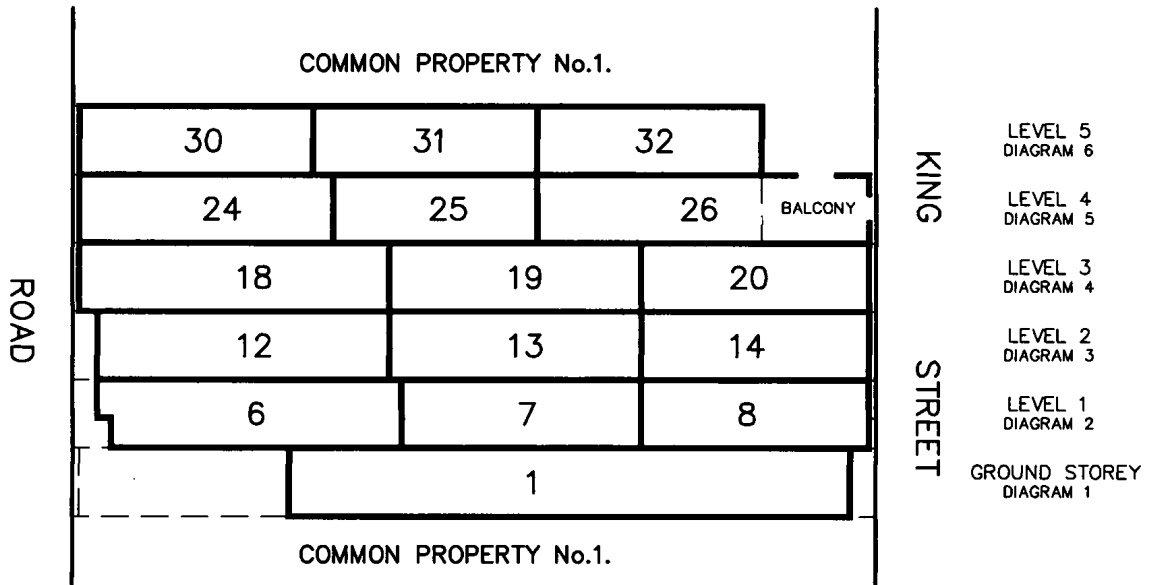 COMMON PROPERTY No.1.
30 31 32
LEVEL 5
DIAGRAM 6
24 25 26 BALCONY
LEVEL 4
DIAGRAM 5
18 19 20
LEVEL 3
DIAGRAM 4
12 13 14
LEVEL 2
DIAGRAM 3
6 7 8
LEVEL 1
DIAGRAM 2
1
GROUND STOREY
DIAGRAM 1
COMMON PROPERTY No.1.
ROAD
KING STREET